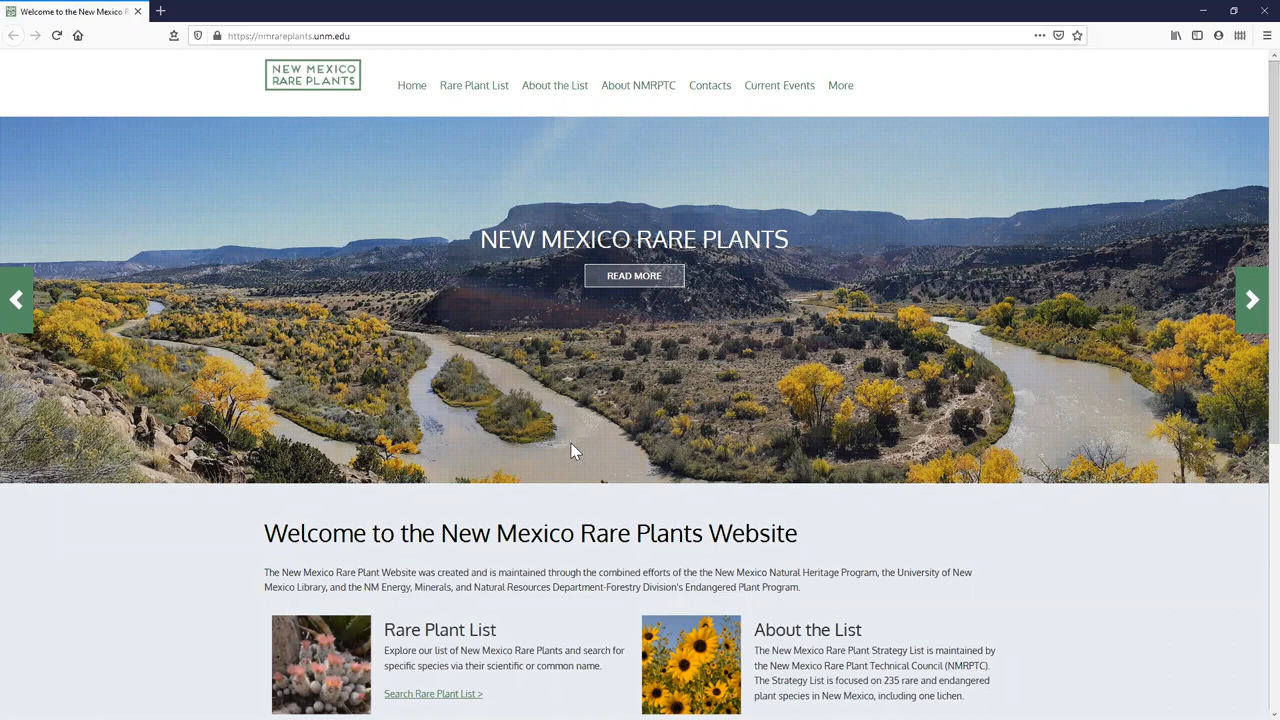 Welcome to the New Mexico R
https://nmrareplants.unm.edu
NEW MEXICO
RARE PLANTS
Home Rare Plant List About the List About NMRPTC Contacts Current Events More
NEW MEXICO RARE PLANTS
READ MORE
Welcome to the New Mexico Rare Plants Website
The New Mexico Rare Plant Website was created and is maintained through the combined efforts of the the New Mexico Natural Heritage Program, the University of New
Mexico Library, and the NM Energy, Minerals, and Natural Resources Department-Forestry Division's Endangered Plant Program.
Rare Plant List
Explore our list of New Mexico Rare Plants and search for
specific species via their scientific or common name.
Search Rare Plant List >
About the List
The New Mexico Rare Plant Strategy List is maintained by
the New Mexico Rare Plant Technical Council (NMRPTC).
The Strategy List is focused on 235 rare and endangered
plant species in New Mexico, including one lichen.